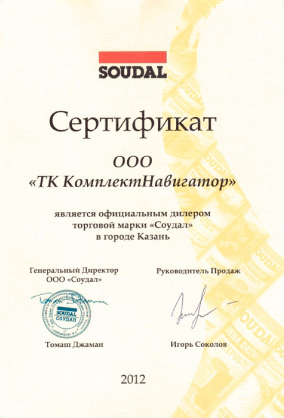 SOUDAL
Сертификат
ООО
«ТК КомплектНавигатор»
является официальным дилером
торговой марки «Соудал»
в городе Казань
Генеральный Директор
ООО «Соудал»
Руководитель Продаж
SOUDAL
СОУДАЛ
Томаш Джаман
Игорь Соколов
2012